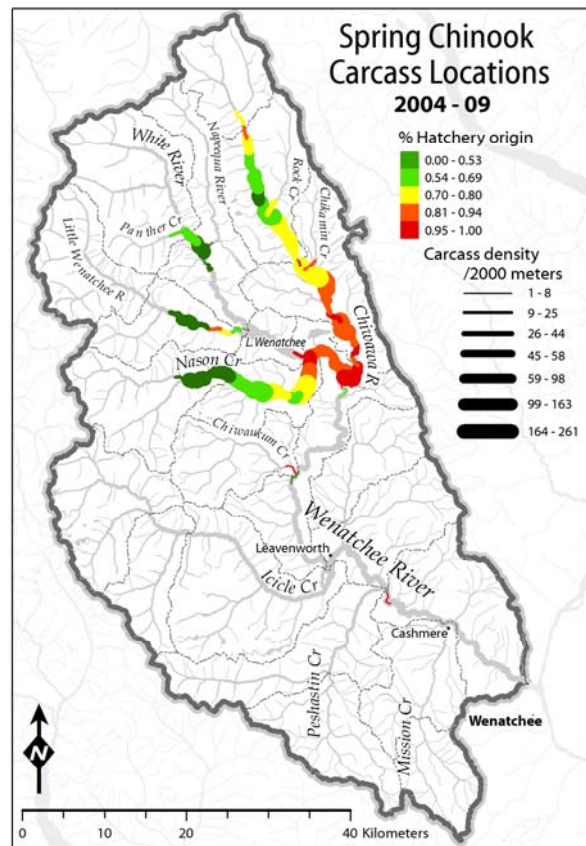 Spring Chinook
Carcass Locations
2004 - 09
% Hatchery origin
0.00 - 0.53
0.54 - 0.69
0.70 - 0.80
0.81 - 0.94
0.95 - 1.00
Carcass density
/2000 meters
1 - 8
9 - 25
26 - 44
45 - 58
59 - 98
99 - 163
164 - 261
White River
Napeequa River
Rock Cr
Chikamin Cr
Panther Cr
Little Wenatchee R
L. Wenatchee
Chiwawa R
Nason Cr
Chiwaukum Cr
Wenatchee River
Leavenworth
Icicle Cr
Cashmere
Peshastin Cr
Mission Cr
Wenatchee
N
0 20 40 Kilometers